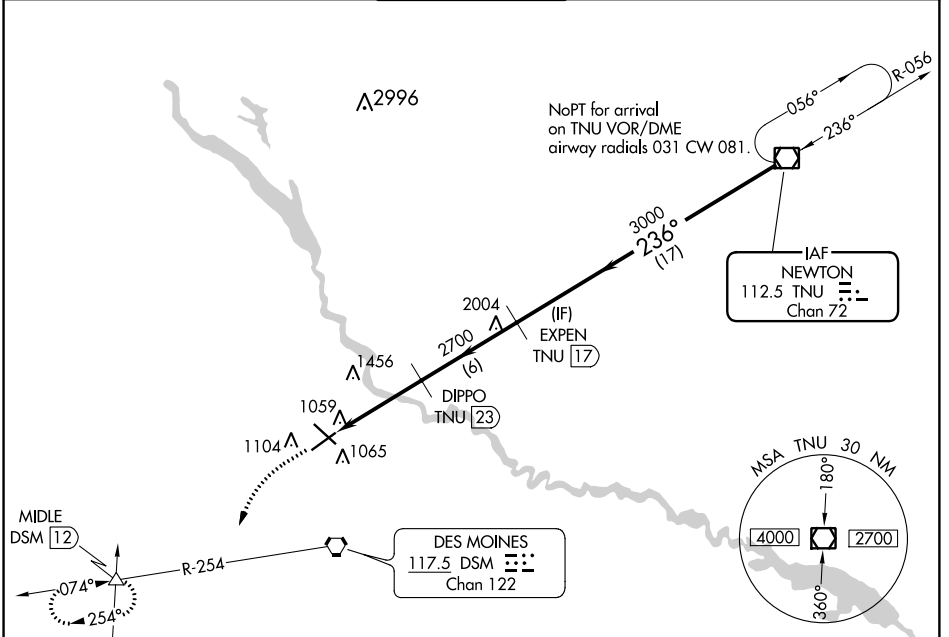 2996
NoPT for arrival
on TNU VOR/DME
airway radials 031 CW 081.
056°
236°
R-056
3000
236°
(17)
IAF
NEWTON
112.5 TNU
Chan 72
2004
(IF)
EXPEN
TNU 17
2700
(6)
1456
DIPPO
TNU 23
1059
1104
1065
MIDLE
DSM 12
R-254
074°
254°
DES MOINES
117.5 DSM
Chan 122
MSA TNU 30 NM
180°
4000
2700
360°